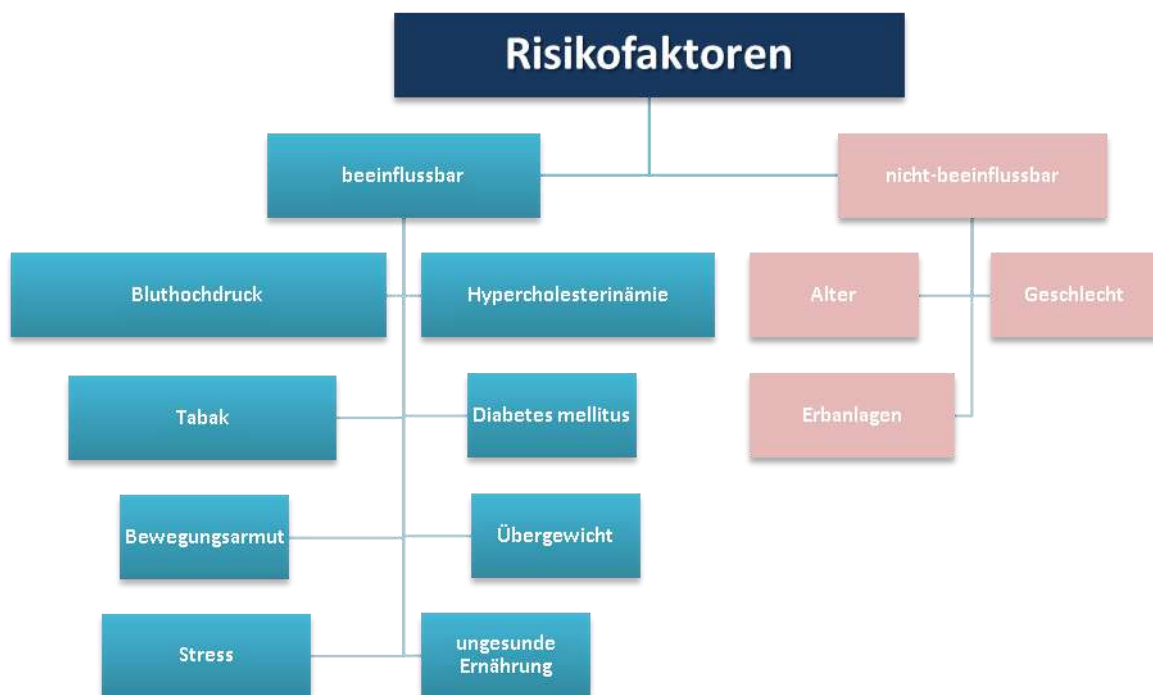 Risikofaktoren
beeinflussbar
nicht-beeinflussbar
Bluthochdruck
Hypercholesterinämie
Alter
Geschlecht
Tabak
Diabetes mellitus
Erbanlagen
Bewegungsarmut
Übergewicht
Stress
ungesunde
Ernährung